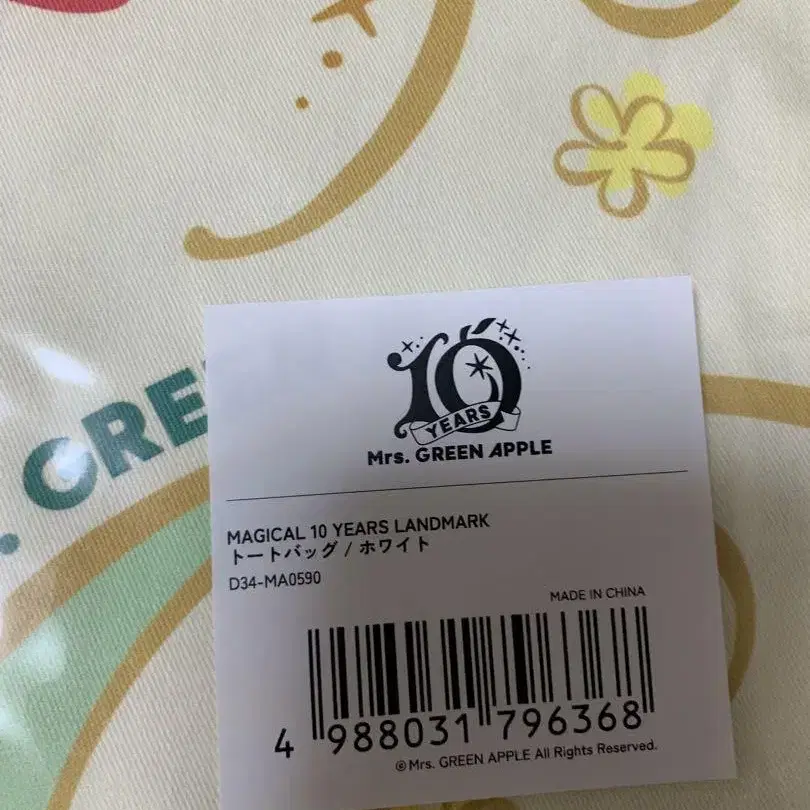 . GRE
10
YEARS
Mrs. GREEN APPLE
MAGICAL 10 YEARS LANDMARK
トートバッグ / ホワイト
D34-MA0590
MADE IN CHINA
4 988031 796368
©Mrs. GREEN APPLE All Rights Reserved.